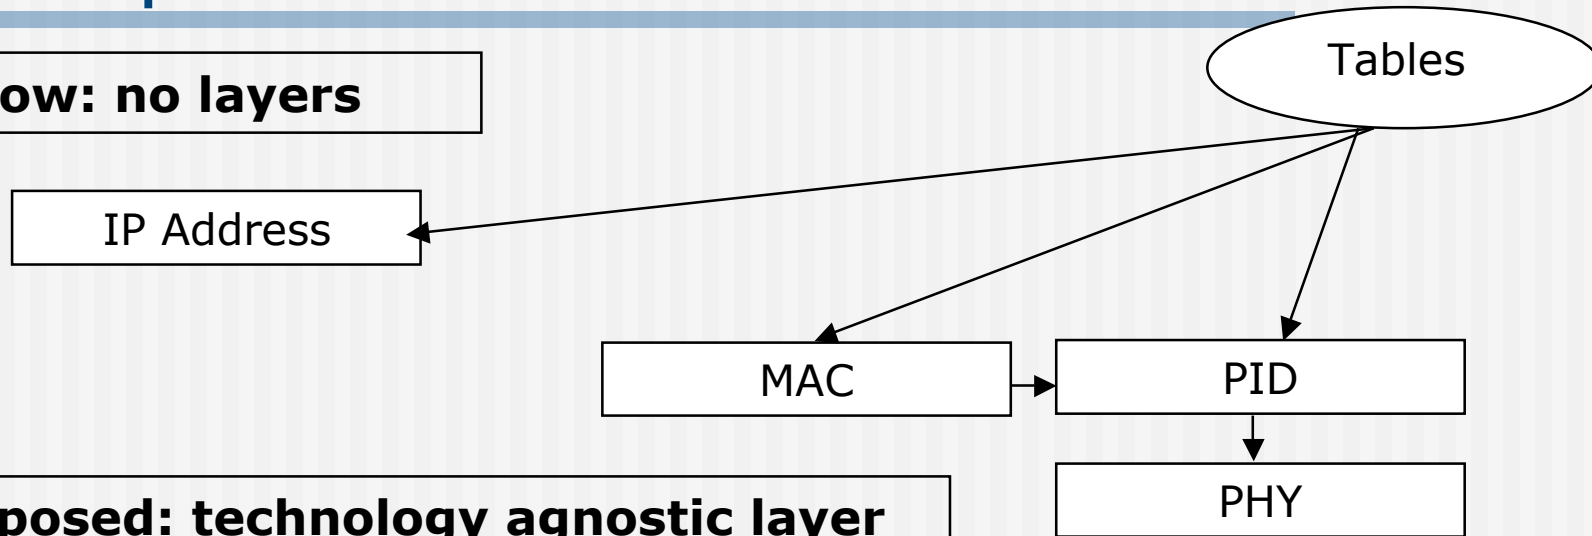 ow: no layers
Tables
IP Address
MAC
PID
PHY
posed: technology agnostic layer